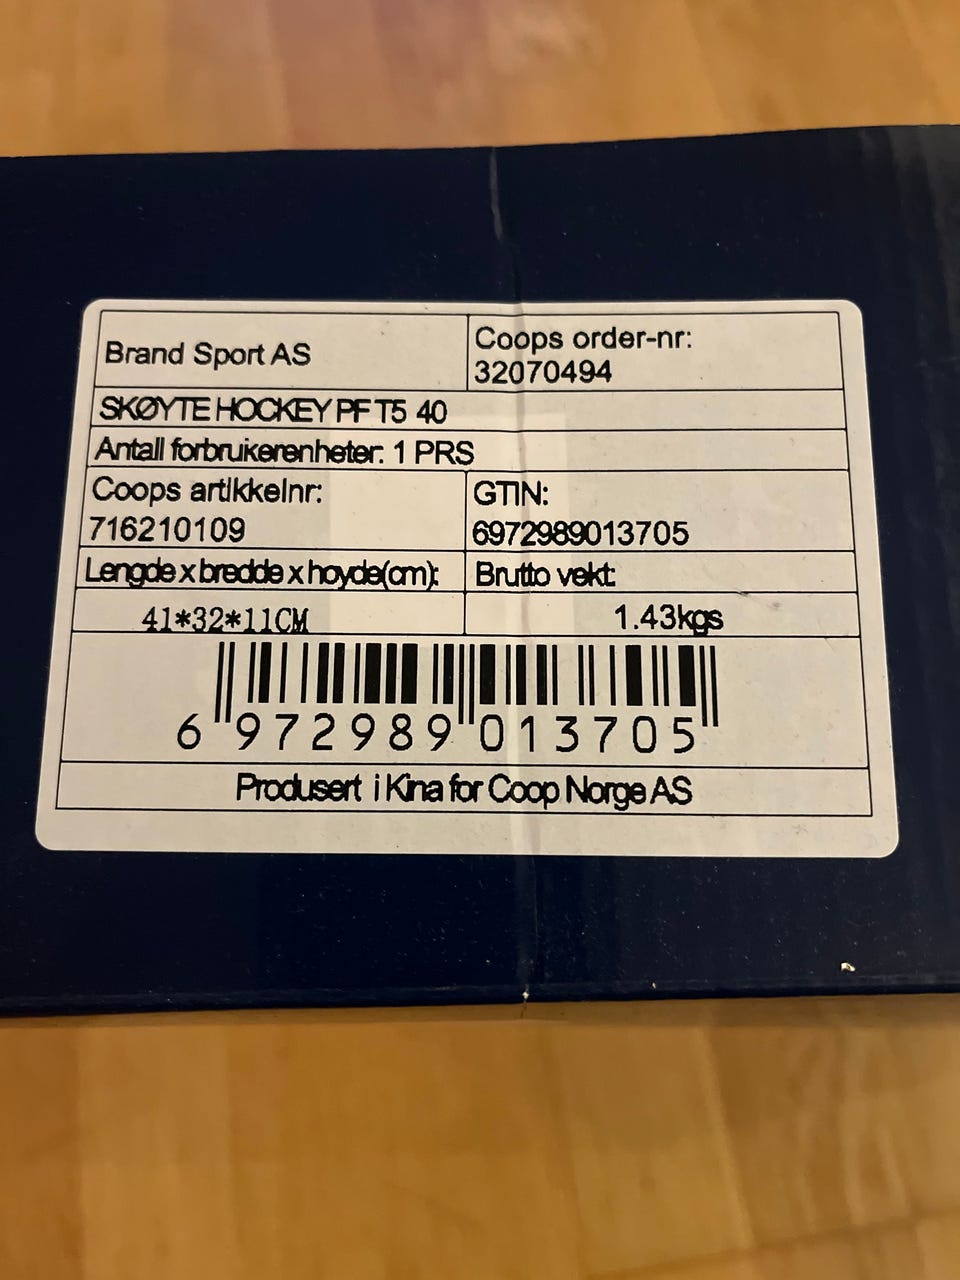 Brand Sport AS
Coops order-nr:
32070494
SKØYTE HOCKEY PF T5 40
Antall forbrukerenheter: 1 PRS
Coops artikkelnr:
716210109
GTIN:
6972989013705
Lengde x bredde x hoyde(cm):
41*32*11CM
Brutto vekt:
1.43kgs
6 972989 013705
Produsert i Kina for Coop Norge AS